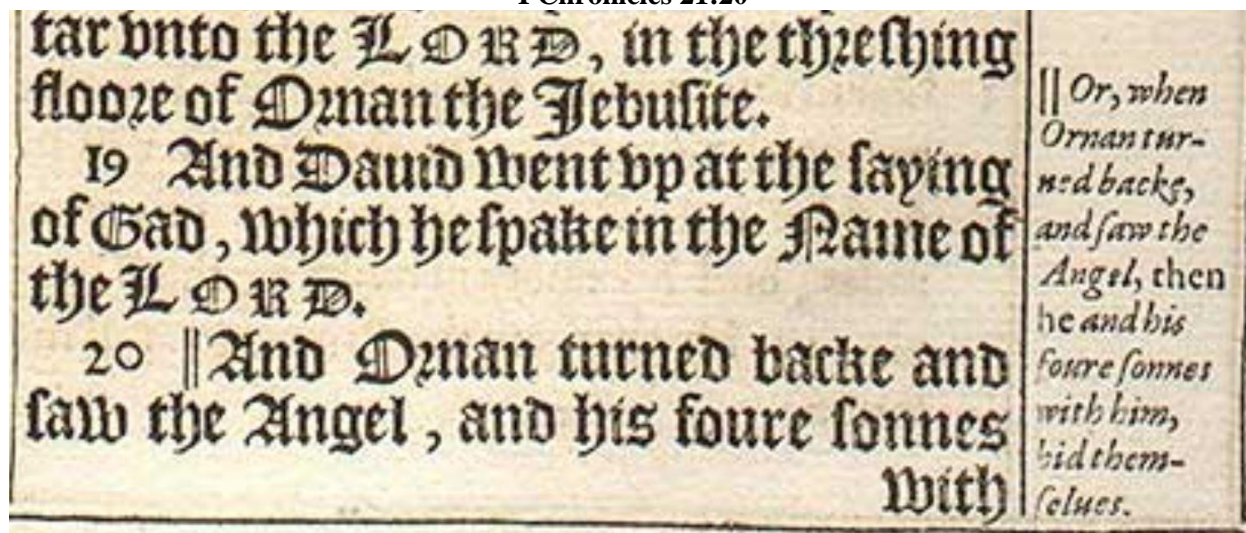 1 Chronicles 21:20
tar vnto the LORD, in the threſhing
floore of Ornan the Jebuſite.
19 And Dauid went vp at the ſaying
of Gad, which he ſpake in the Name of
the LORD.
20 ‖And Ornan turned backe and
ſaw the Angel, and his foure ſonnes
with
‖ Or, when
Ornan tur-
ned backe,
and ſaw the
Angel, then
he and his
foure ſonnes
with him,
hid them-
ſelues.